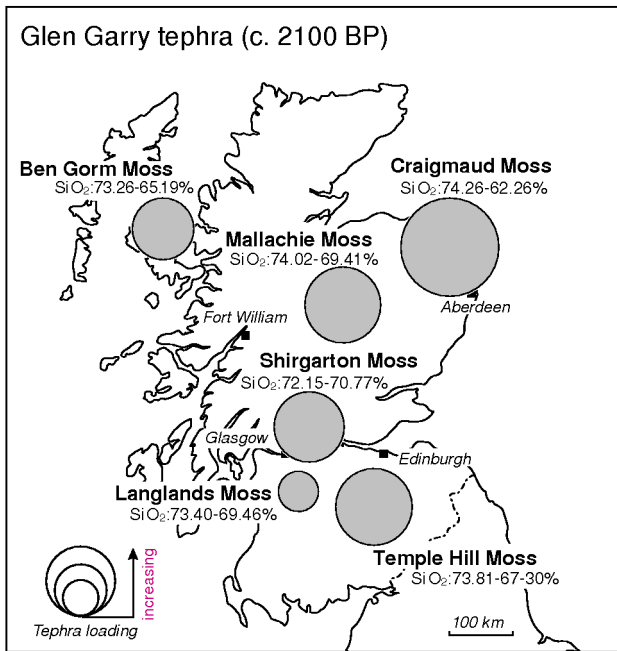 Glen Garry tephra (c. 2100 BP)
Ben Gorm Moss
SiO₂:73.26-65.19%
Craigmaud Moss
SiO₂:74.26-62.26%
Mallachie Moss
SiO₂:74.02-69.41%
Aberdeen
Fort William
Shirgarton Moss
SiO₂:72.15-70.77%
Glasgow
Edinburgh
Langlands Moss
SiO₂:73.40-69.46%
Temple Hill Moss
SiO₂:73.81-67-30%
increasing
Tephra loading
100 km